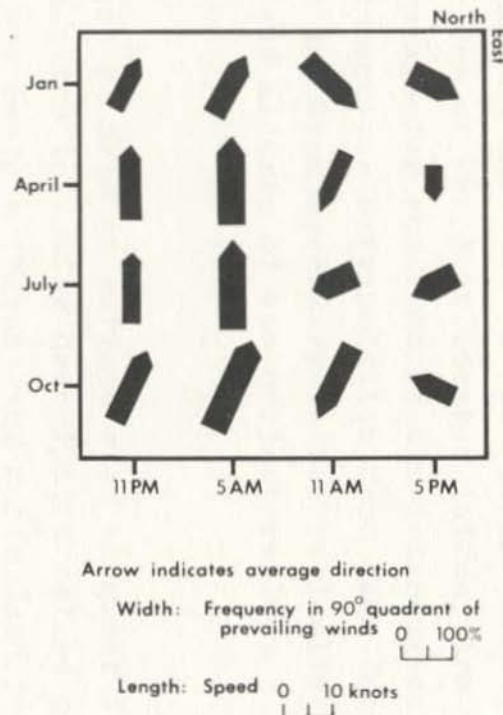 North
East
Jan
April
July
Oct
11PM 5AM 11AM 5PM
Arrow indicates average direction
Width: Frequency in 90° quadrant of
prevailing winds 0 100%
Length: Speed 0 10 knots